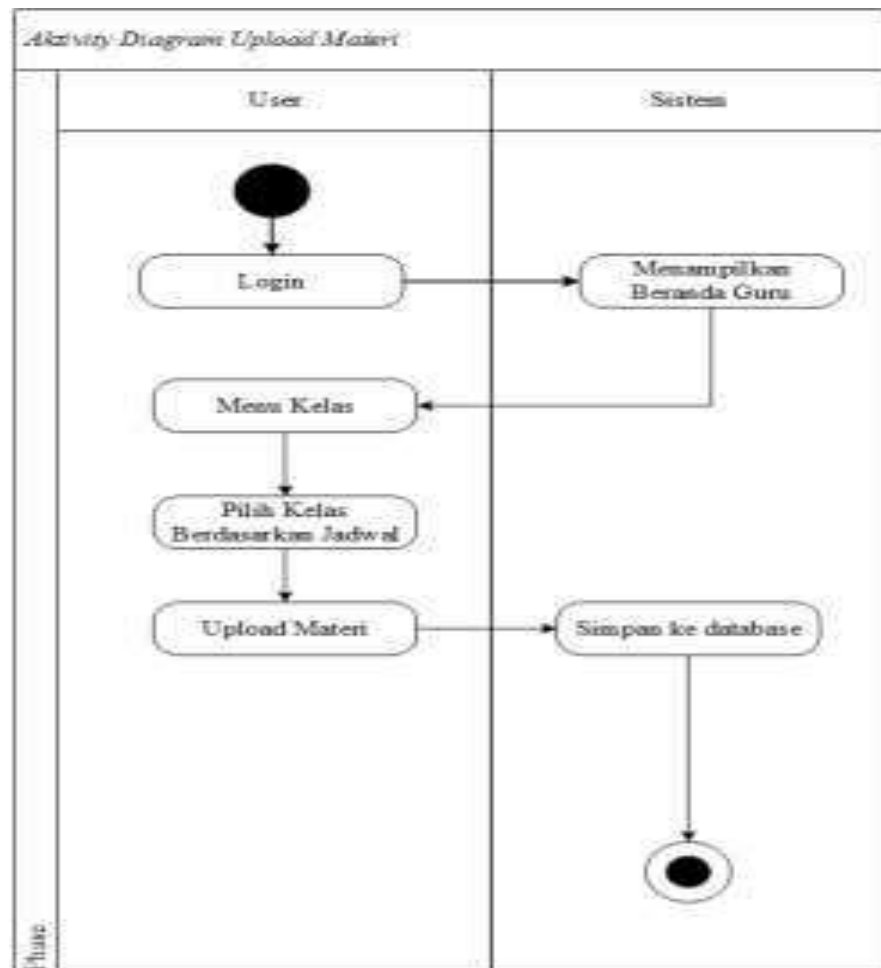 Aktivity Diagram Upload Materi
User
Sistem
Login
Menampilkan
Beranda Guru
Menu Kelas
Pilih Kelas
Berdasarkan Jadwal
Upload Materi
Simpan ke database
Phase